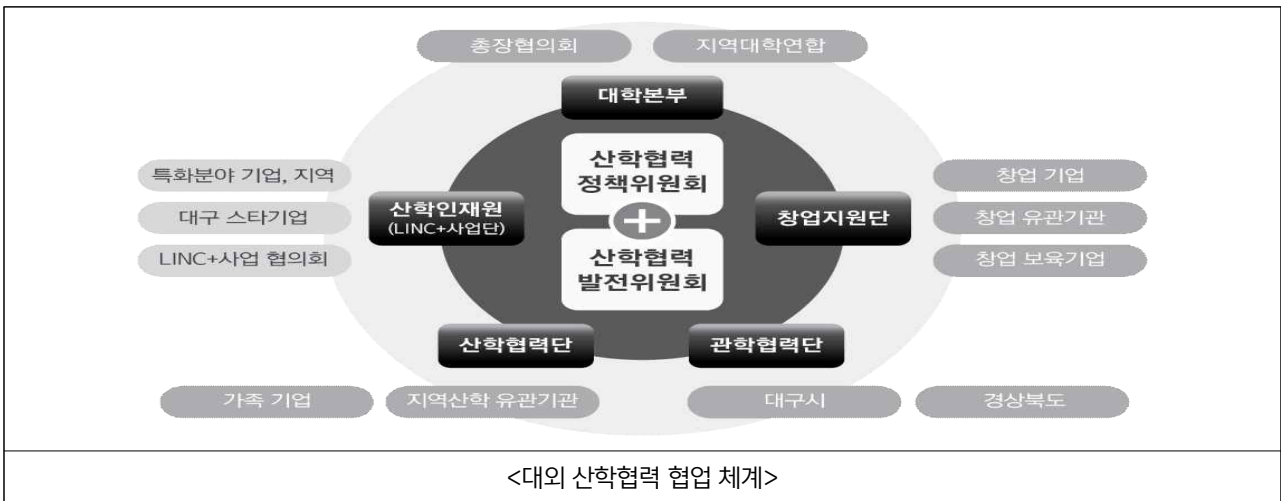 총장협의회
지역대학연합
대학본부
산학협력
정책위원회
특화분야 기업, 지역
대구 스타기업
LINC+사업 협의회
산학인재원
(LINC+사업단)
+
창업지원단
창업 기업
창업 유관기관
창업 보육기업
산학협력
발전위원회
산학협력단
관학협력단
가족 기업
지역산학 유관기관
대구시
경상북도
<대외 산학협력 협업 체계>